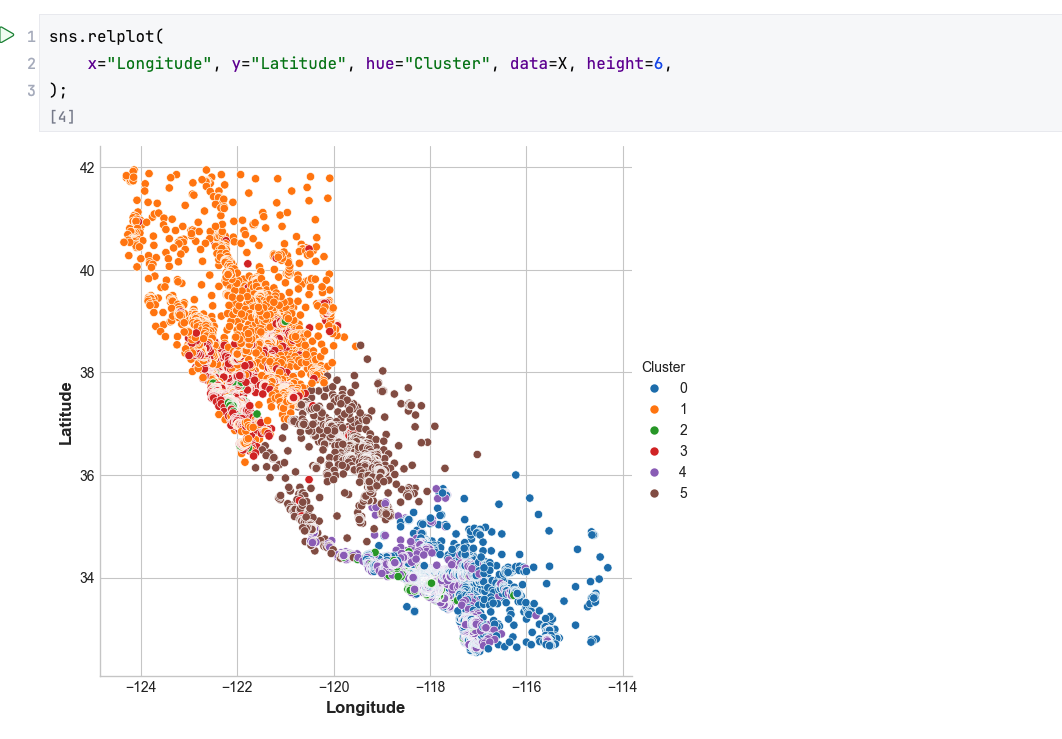 1 sns.relplot(
2     x="Longitude", y="Latitude", hue="Cluster", data=X, height=6,
3 );
[4]
42
40
38
36
34
Latitude
−124 −122 −120 −118 −116 −114
Longitude
Cluster
0
1
2
3
4
5